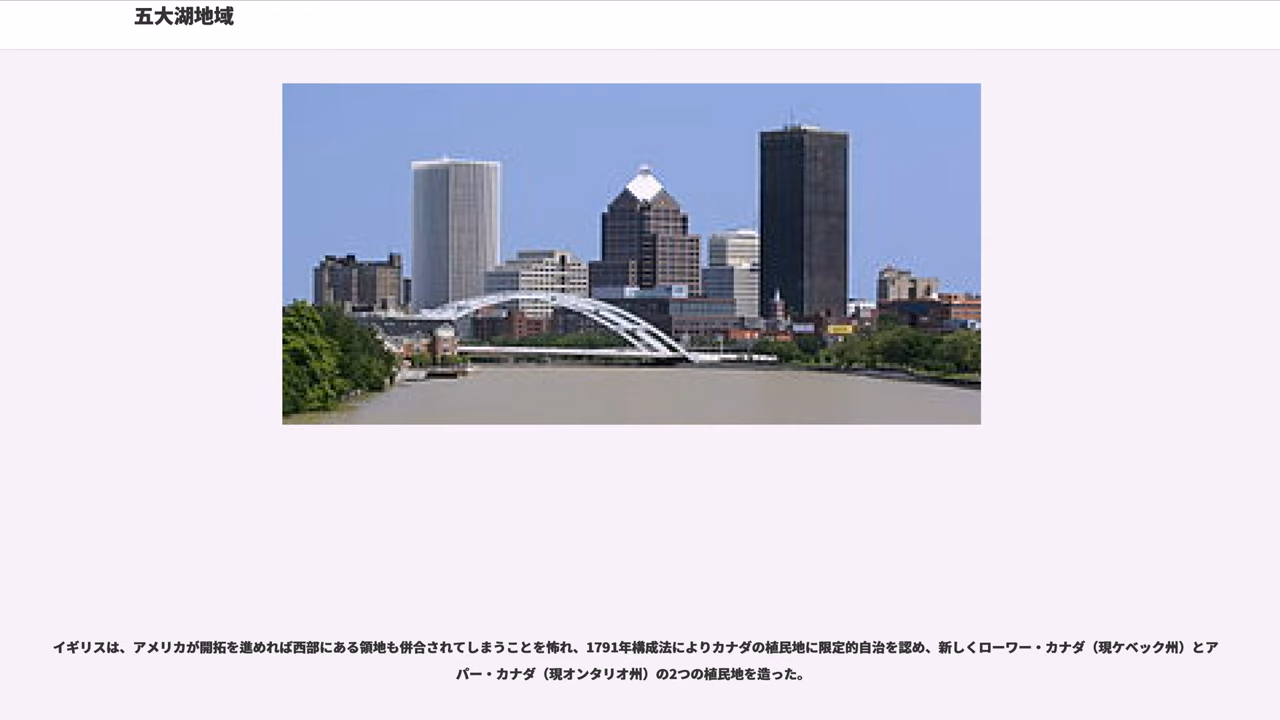 五大湖地域
イギリスは、アメリカが開拓を進めれば西部にある領地も併合されてしまうことを怖れ、1791年構成法によりカナダの植民地に限定的自治を認め、新しくローワー・カナダ（現ケベック州）とア
パー・カナダ（現オンタリオ州）の2つの植民地を造った。